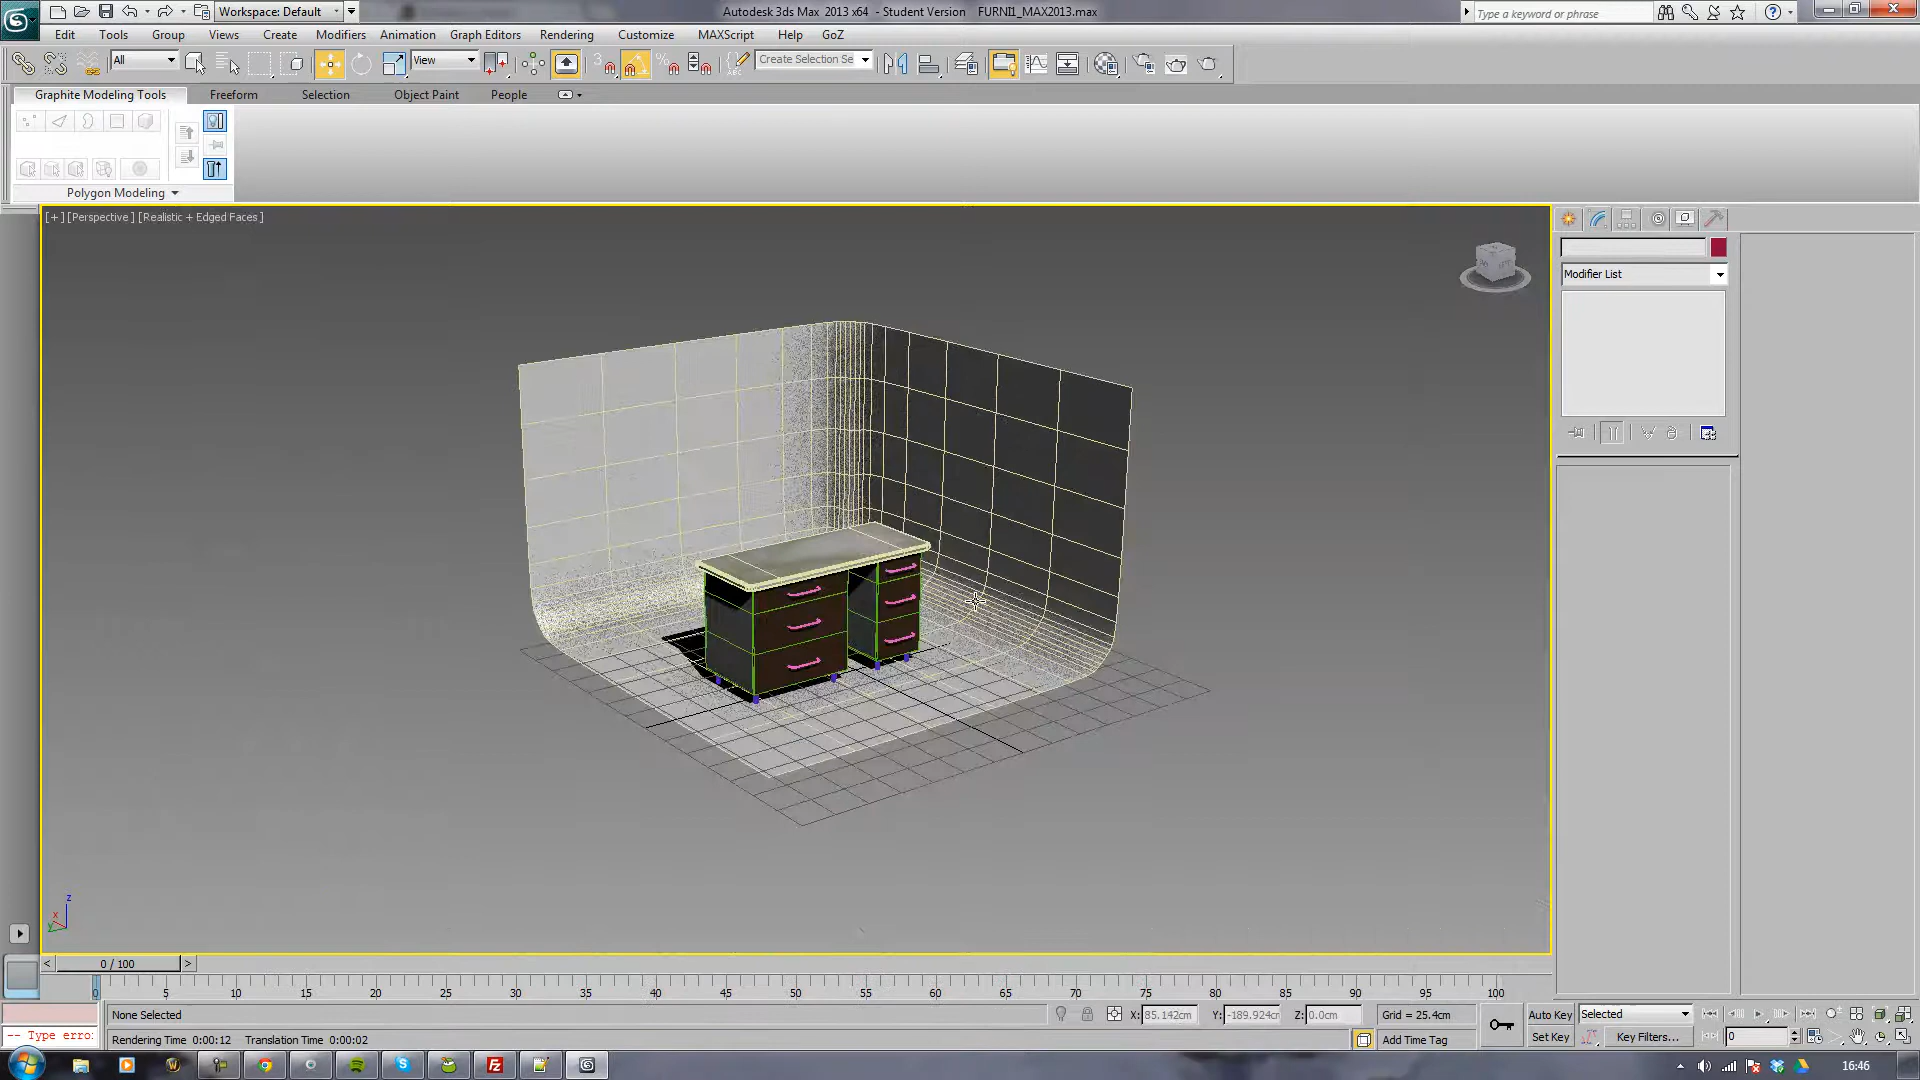 Workspace: Default
Autodesk 3ds Max 2013 x64 - Student Version FURNI1_MAX2013.max
Type a keyword or phrase
Edit Tools Group Views Create Modifiers Animation Graph Editors Rendering Customize MAXScript Help GoZ
All View 3 Create Selection Se
Graphite Modeling Tools Freeform Selection Object Paint People
Polygon Modeling
[+] [Perspective] [Realistic + Edged Faces]
Modifier List
z
x
y
< 0 / 100 >
0 5 10 15 20 25 30 35 40 45 50 55 60 65 70 75 80 85 90 95 100
None Selected X: 85.142cm Y: -189.924cm Z: 0.0cm Grid = 25.4cm Auto Key Selected
-- Type erro: Rendering Time 0:00:12 Translation Time 0:00:02 Add Time Tag Set Key Key Filters... 0
16:46